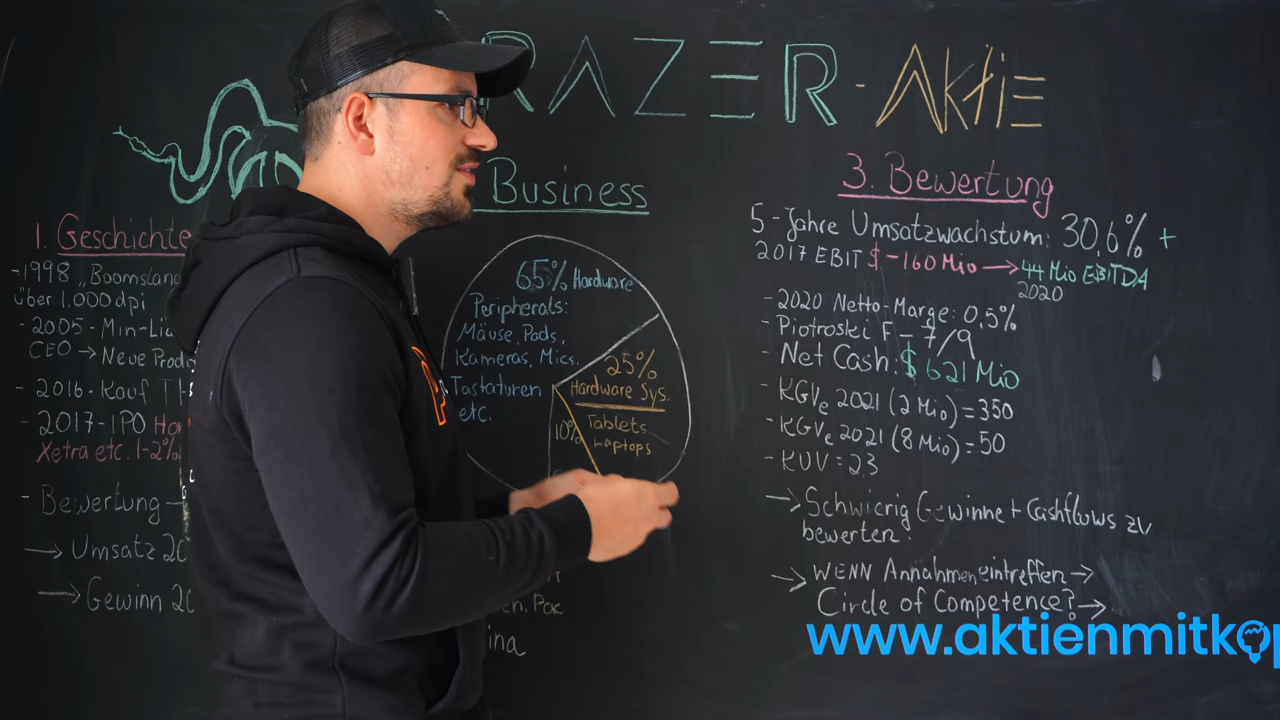 RAZER - Aktie
1. Geschichte
-1998 „Boomslang
über 1.000 dpi
-2005 - Min-Lia
CEO → Neue Prod
-2016 - Kauf TH
-2017 - IPO Ho
Xetra etc. 1-2%
- Bewertung →
→ Umsatz 20
→ Gewinn 20
Business
65% Hardware
Peripherals:
Mäuse, Pads,
Kameras, Mics,
Tastaturen
etc.
25%
Hardware Sys.
Tablets
Laptops
10%
ina
3. Bewertung
5-Jahre Umsatzwachstum: 30,6% +
2017 EBIT $ -160 Mio → 44 Mio EBITDA
2020
- 2020 Netto-Marge: 0,5%
- Piotroski F - 7/9
- Net Cash: $ 621 Mio
- KGVe 2021 (2 Mio) = 350
- KGVe 2021 (8 Mio) = 50
- KUV = 2,3
→ Schwierig Gewinne + Cashflows zu
bewerten!
→ WENN Annahmen eintreffen →
Circle of Competence? →
www.aktienmitkop